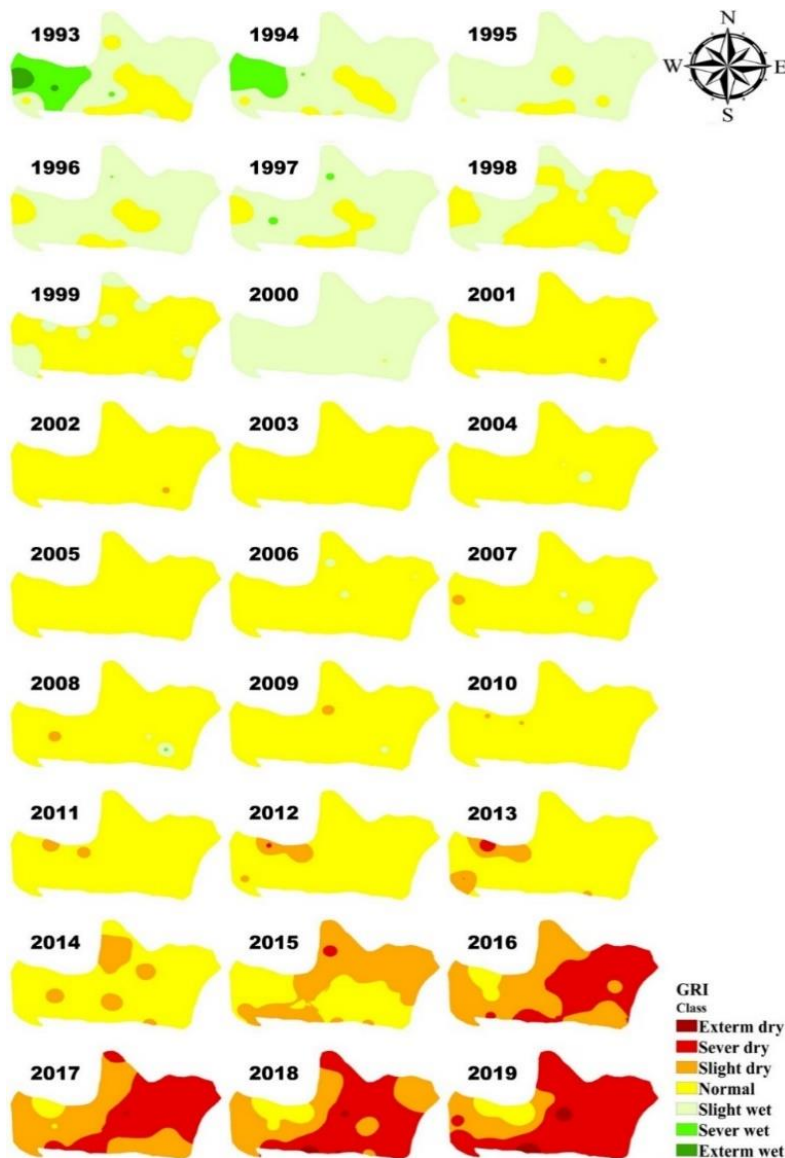 1993 1994 1995
N
W E
S
1996 1997 1998
1999 2000 2001
2002 2003 2004
2005 2006 2007
2008 2009 2010
2011 2012 2013
2014 2015 2016
2017 2018 2019
GRI
Class
Exterm dry
Sever dry
Slight dry
Normal
Slight wet
Sever wet
Exterm wet